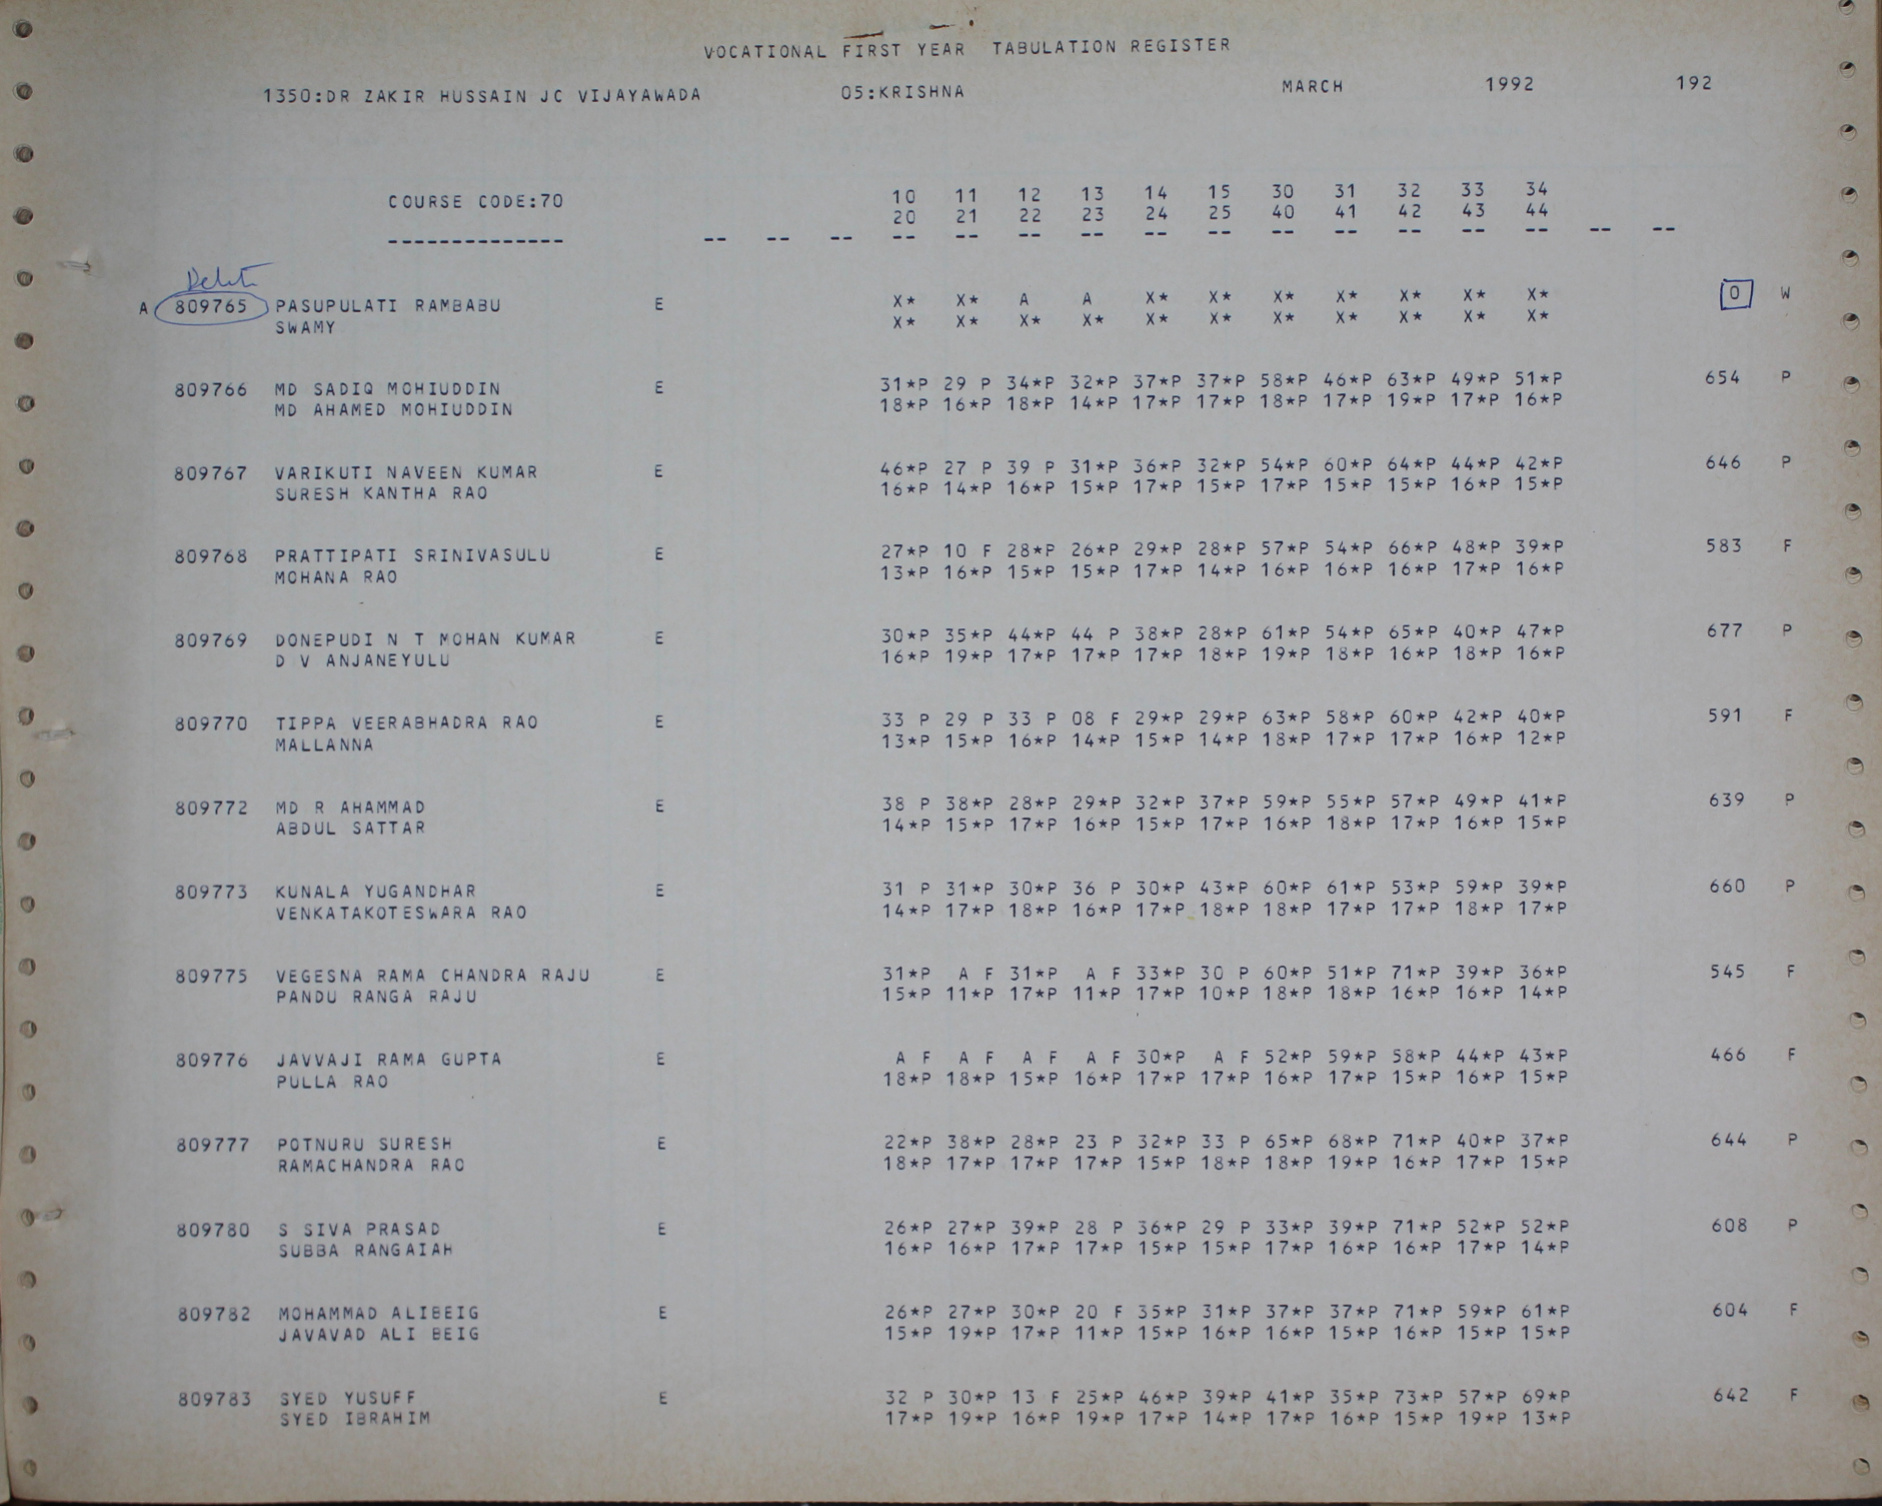 VOCATIONAL FIRST YEAR TABULATION REGISTER
1350:DR ZAKIR HUSSAIN JC VIJAYAWADA 05:KRISHNA MARCH 1992 192
COURSE CODE:70 10 11 12 13 14 15 30 31 32 33 34
20 21 22 23 24 25 40 41 42 43 44
-------------- -- -- -- -- -- -- -- -- -- -- -- -- -- -- -- --
Delete
A 809765 PASUPULATI RAMBABU E X* X* A A X* X* X* X* X* X* X* 0 W
SWAMY X* X* X* X* X* X* X* X* X* X* X*
809766 MD SADIQ MOHIUDDIN E 31*P 29 P 34*P 32*P 37*P 37*P 58*P 46*P 63*P 49*P 51*P 654 P
MD AHAMED MOHIUDDIN 18*P 16*P 18*P 14*P 17*P 17*P 18*P 17*P 19*P 17*P 16*P
809767 VARIKUTI NAVEEN KUMAR E 46*P 27 P 39 P 31*P 36*P 32*P 54*P 60*P 64*P 44*P 42*P 646 P
SURESH KANTHA RAO 16*P 14*P 16*P 15*P 17*P 15*P 17*P 15*P 15*P 16*P 15*P
809768 PRATTIPATI SRINIVASULU E 27*P 10 F 28*P 26*P 29*P 28*P 57*P 54*P 66*P 48*P 39*P 583 F
MOHANA RAO 13*P 16*P 15*P 15*P 17*P 14*P 16*P 16*P 16*P 17*P 16*P
809769 DONEPUDI N T MOHAN KUMAR E 30*P 35*P 44*P 44 P 38*P 28*P 61*P 54*P 65*P 40*P 47*P 677 P
D V ANJANEYULU 16*P 19*P 17*P 17*P 17*P 18*P 19*P 18*P 16*P 18*P 16*P
809770 TIPPA VEERABHADRA RAO E 33 P 29 P 33 P 08 F 29*P 29*P 63*P 58*P 60*P 42*P 40*P 591 F
MALLANNA 13*P 15*P 16*P 14*P 15*P 14*P 18*P 17*P 17*P 16*P 12*P
809772 MD R AHAMMAD E 38 P 38*P 28*P 29*P 32*P 37*P 59*P 55*P 57*P 49*P 41*P 639 P
ABDUL SATTAR 14*P 15*P 17*P 16*P 15*P 17*P 16*P 18*P 17*P 16*P 15*P
809773 KUNALA YUGANDHAR E 31 P 31*P 30*P 36 P 30*P 43*P 60*P 61*P 53*P 59*P 39*P 660 P
VENKATAKOTESWARA RAO 14*P 17*P 18*P 16*P 17*P 18*P 18*P 17*P 17*P 18*P 17*P
809775 VEGESNA RAMA CHANDRA RAJU E 31*P A F 31*P A F 33*P 30 P 60*P 51*P 71*P 39*P 36*P 545 F
PANDU RANGA RAJU 15*P 11*P 17*P 11*P 17*P 10*P 18*P 18*P 16*P 16*P 14*P
809776 JAVVAJI RAMA GUPTA E A F A F A F A F 30*P A F 52*P 59*P 58*P 44*P 43*P 466 F
PULLA RAO 18*P 18*P 15*P 16*P 17*P 17*P 16*P 17*P 15*P 16*P 15*P
809777 POTNURU SURESH E 22*P 38*P 28*P 23 P 32*P 33 P 65*P 68*P 71*P 40*P 37*P 644 P
RAMACHANDRA RAO 18*P 17*P 17*P 17*P 15*P 18*P 18*P 19*P 16*P 17*P 15*P
809780 S SIVA PRASAD E 26*P 27*P 39*P 28 P 36*P 29 P 33*P 39*P 71*P 52*P 52*P 608 P
SUBBA RANGAIAH 16*P 16*P 17*P 17*P 15*P 15*P 17*P 16*P 16*P 17*P 14*P
809782 MOHAMMAD ALIBEIG E 26*P 27*P 30*P 20 F 35*P 31*P 37*P 37*P 71*P 59*P 61*P 604 F
JAVAVAD ALI BEIG 15*P 19*P 17*P 11*P 15*P 16*P 16*P 15*P 16*P 15*P 15*P
809783 SYED YUSUFF E 32 P 30*P 13 F 25*P 46*P 39*P 41*P 35*P 73*P 57*P 69*P 642 F
SYED IBRAHIM 17*P 19*P 16*P 19*P 17*P 14*P 17*P 16*P 15*P 19*P 13*P